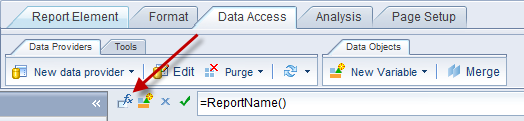 Report Element Format Data Access Analysis Page Setup
Data Providers Tools Data Objects
New data provider Edit Purge New Variable Merge
« fx =ReportName()